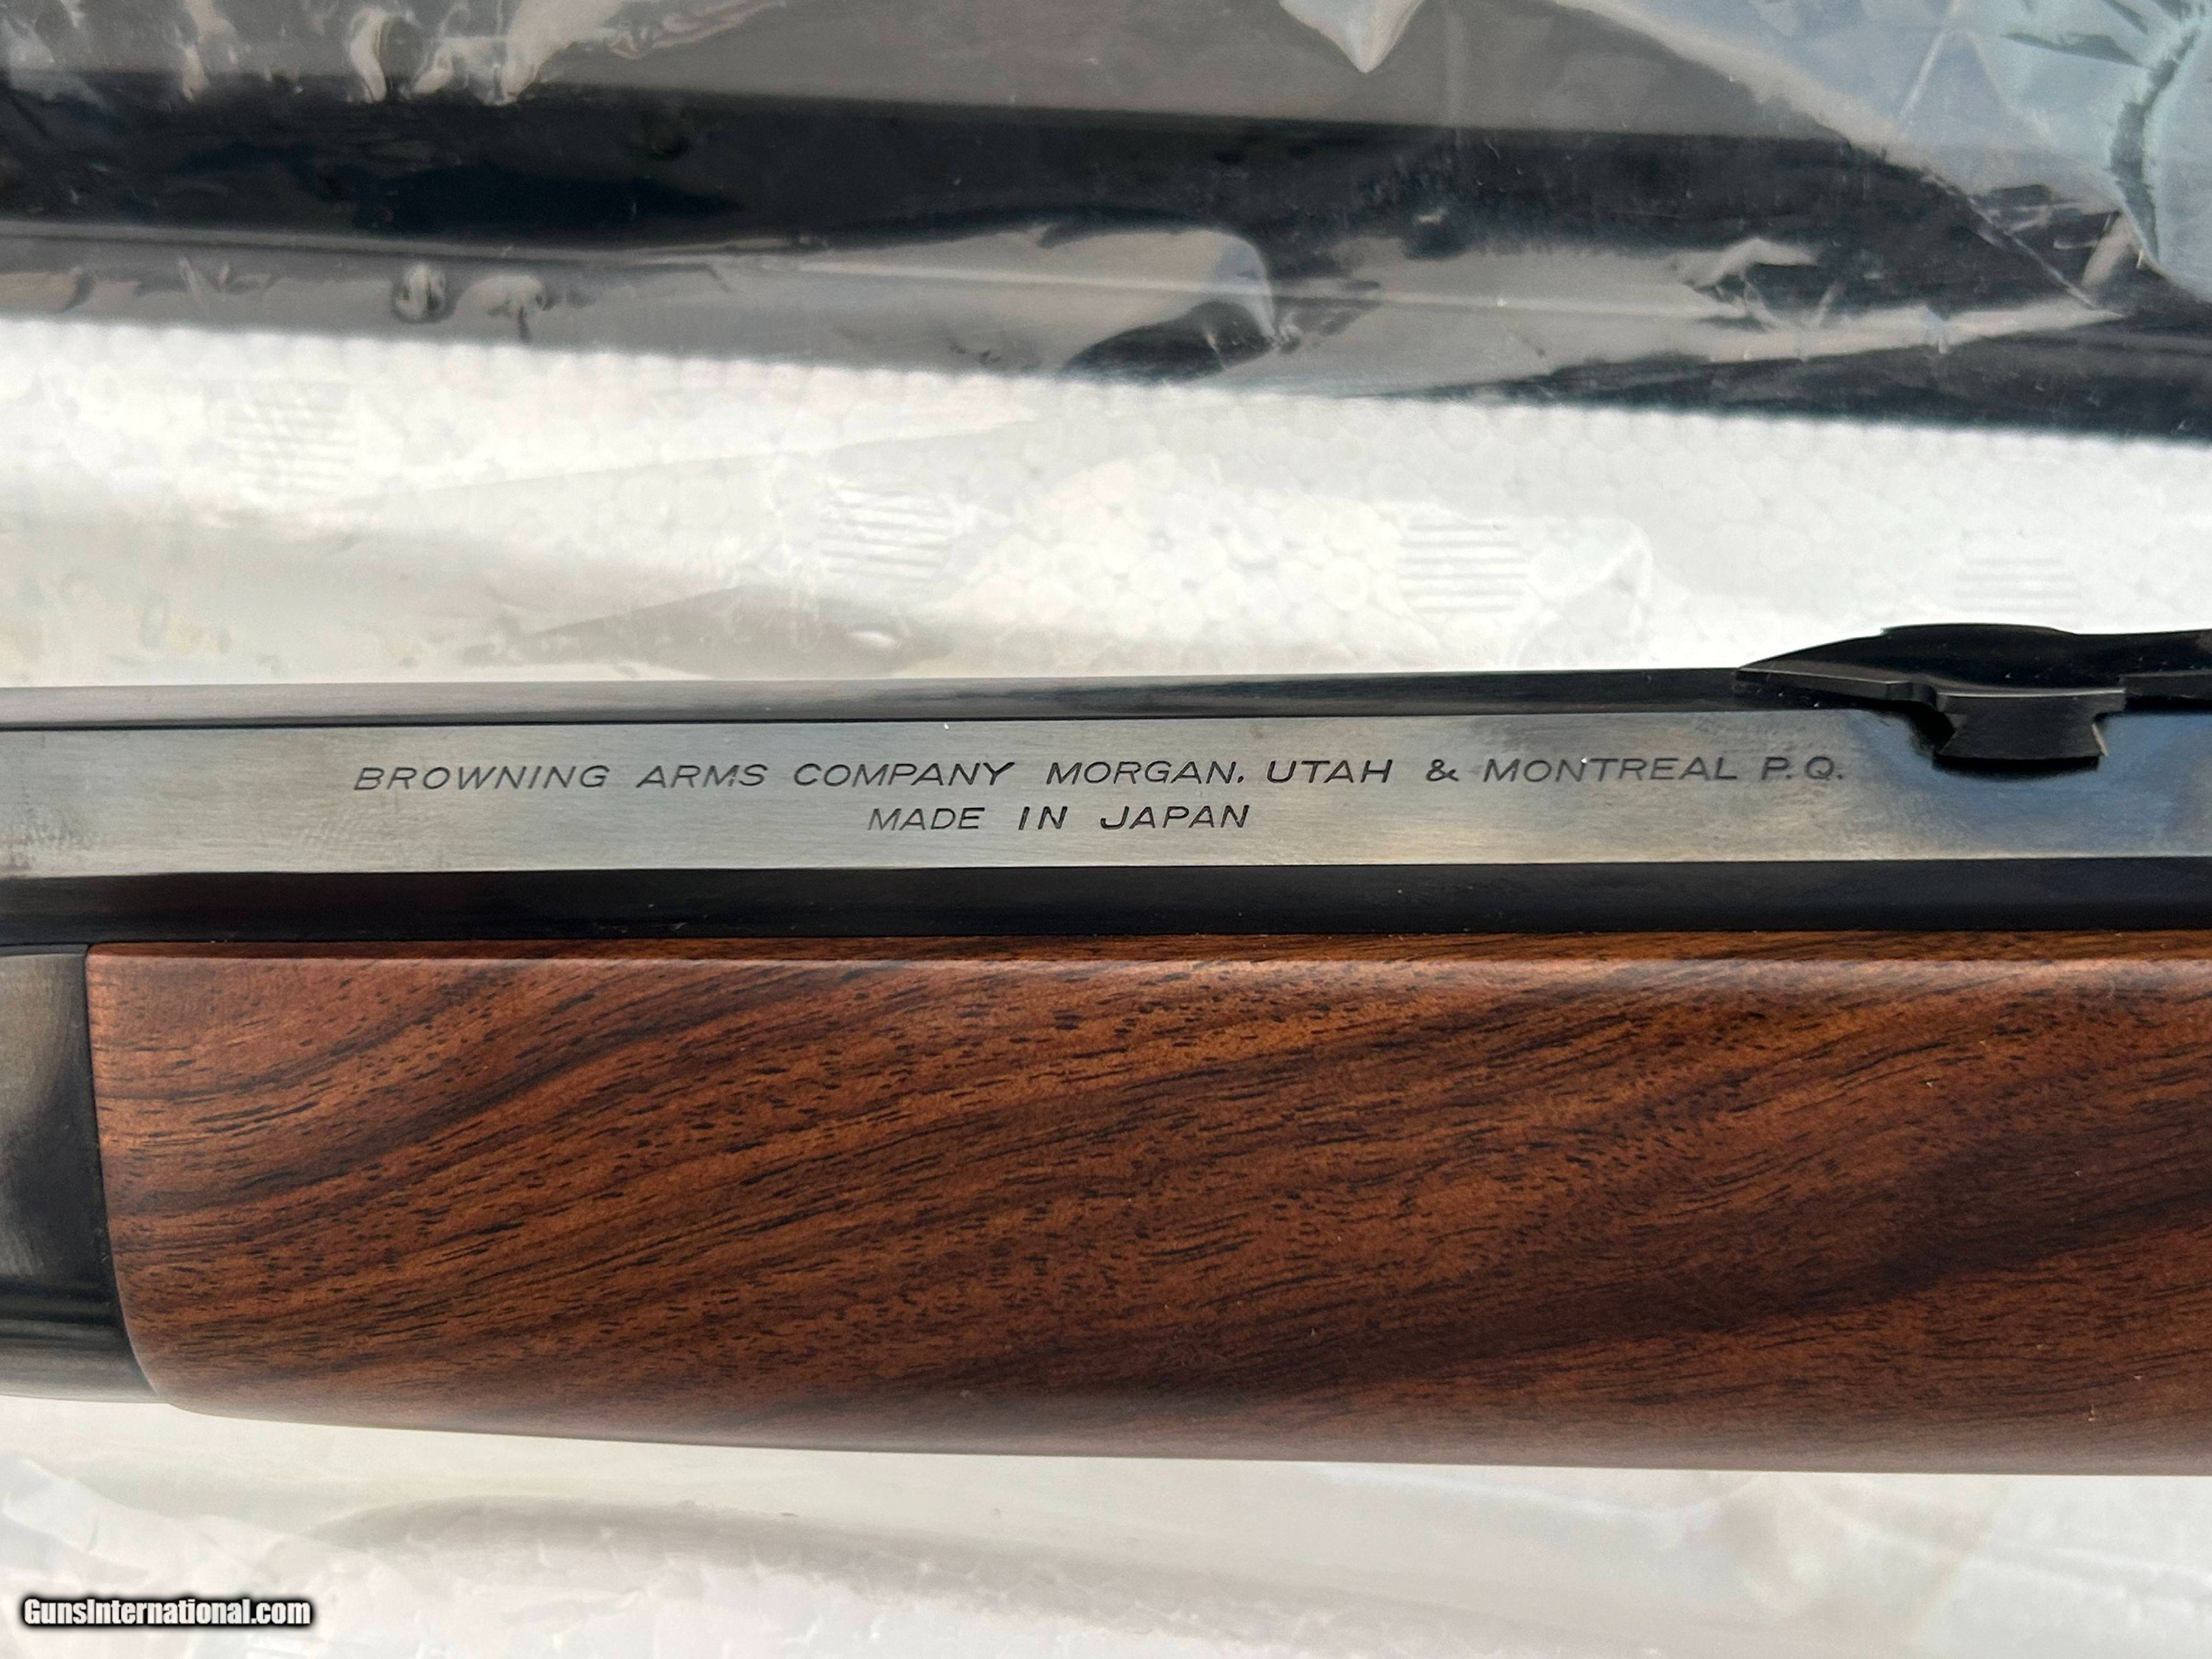 BROWNING ARMS COMPANY MORGAN, UTAH & MONTREAL P.Q.
MADE IN JAPAN
GunsInternational.com